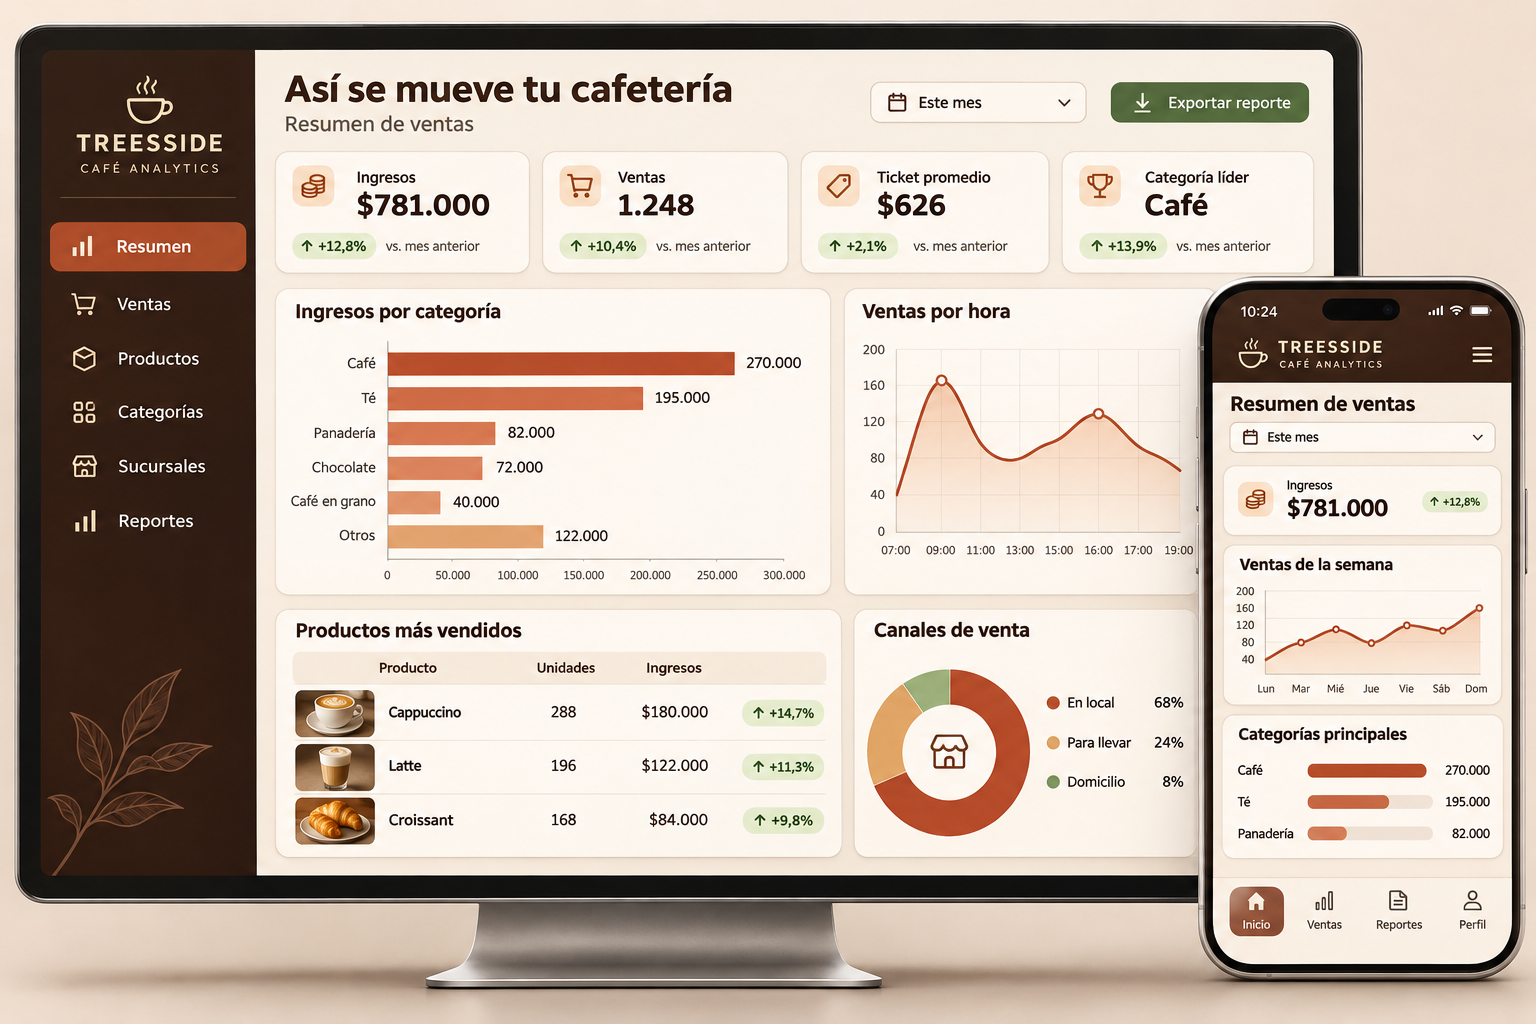 TREESSIDE
CAFÉ ANALYTICS
Resumen
Ventas
Productos
Categorías
Sucursales
Reportes
Así se mueve tu cafetería
Resumen de ventas
Este mes
Exportar reporte
Ingresos
$781.000
+12,8% vs. mes anterior
Ventas
1.248
+10,4% vs. mes anterior
Ticket promedio
$626
+2,1% vs. mes anterior
Categoría líder
Café
+13,9% vs. mes anterior
Ingresos por categoría
Café 270.000
Té 195.000
Panadería 82.000
Chocolate 72.000
Café en grano 40.000
Otros 122.000
0 50.000 100.000 150.000 200.000 250.000 300.000
Ventas por hora
200
160
120
80
40
0
07:00 09:00 11:00 13:00 15:00 16:00 17:00 19:00
Productos más vendidos
Producto Unidades Ingresos
Cappuccino 288 $180.000 +14,7%
Latte 196 $122.000 +11,3%
Croissant 168 $84.000 +9,8%
Canales de venta
En local 68%
Para llevar 24%
Domicilio 8%
10:24
TREESSIDE
CAFÉ ANALYTICS
Resumen de ventas
Este mes
Ingresos
$781.000
+12,8%
Ventas de la semana
200
160
120
80
40
Lun Mar Mié Jue Vie Sáb Dom
Categorías principales
Café 270.000
Té 195.000
Panadería 82.000
Inicio Ventas Reportes Perfil